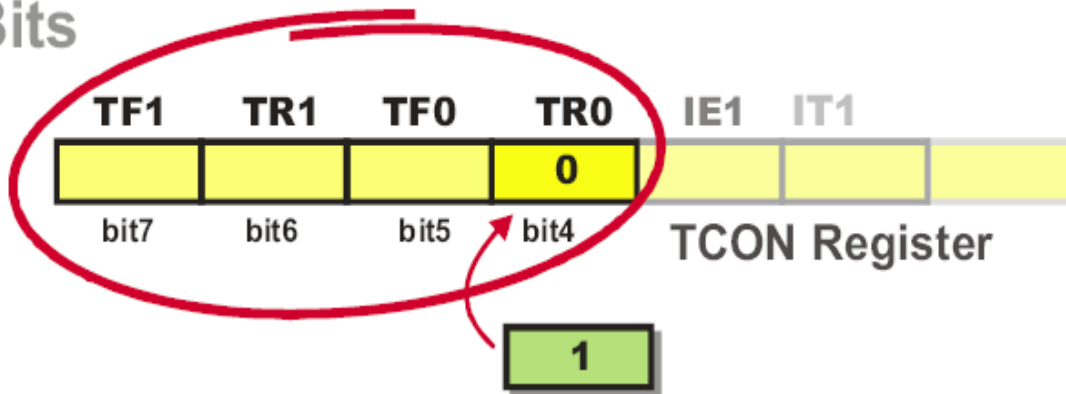 Bits
TF1 TR1 TF0 TR0 IE1 IT1
0
bit7 bit6 bit5 bit4
TCON Register
1